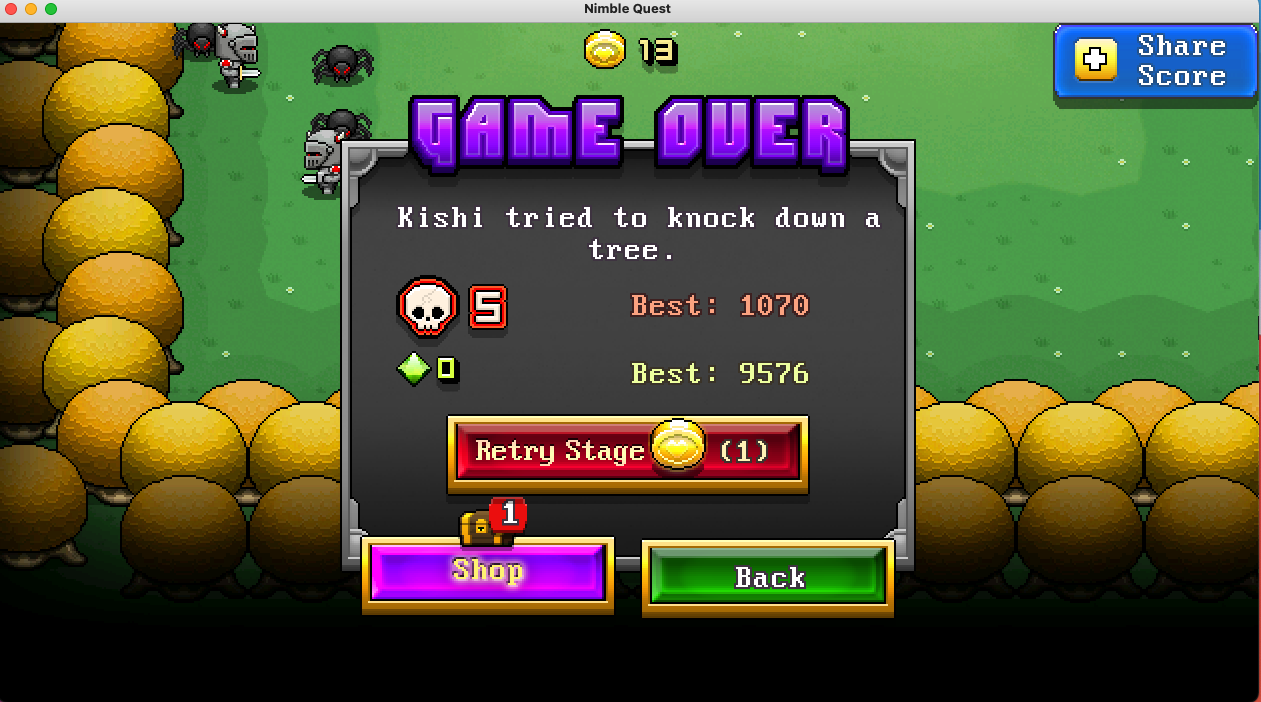 Nimble Quest
13
Share
Score
GAME OVER
Kishi tried to knock down a
tree.
5 Best: 1070
0 Best: 9576
Retry Stage (1)
1
Shop
Back